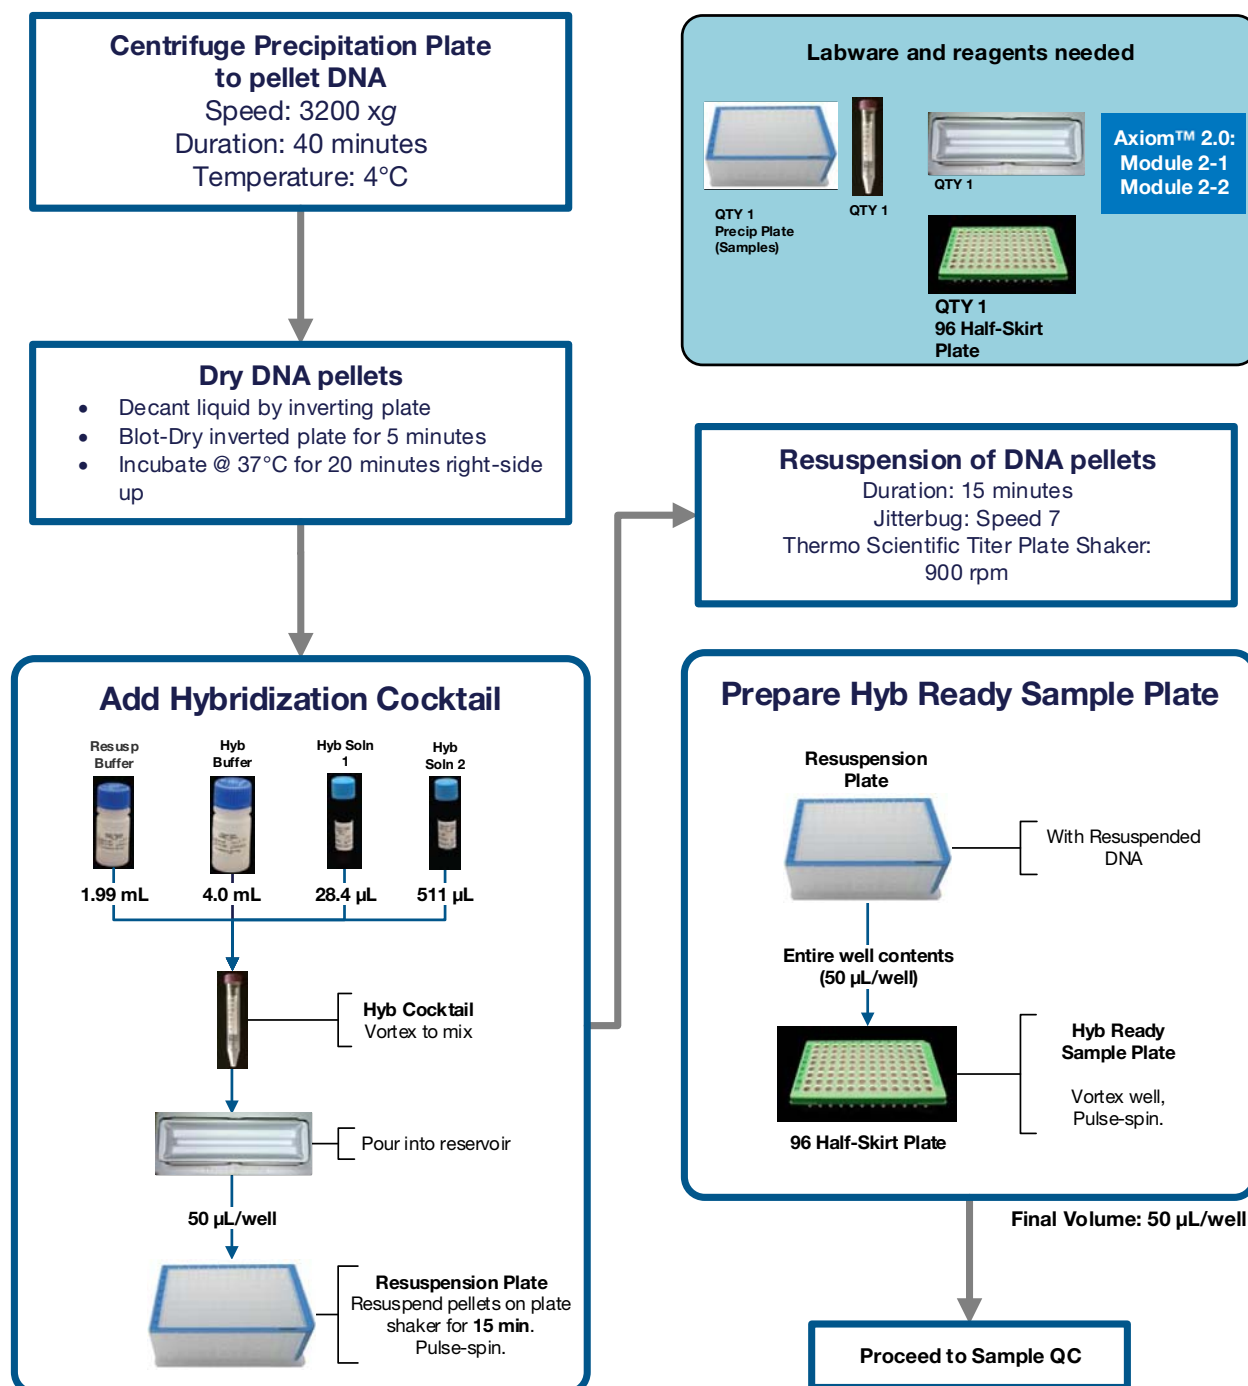 Centrifuge Precipitation Plate
to pellet DNA
Speed: 3200 xg
Duration: 40 minutes
Temperature: 4°C
Dry DNA pellets
• Decant liquid by inverting plate
• Blot-Dry inverted plate for 5 minutes
• Incubate @ 37°C for 20 minutes right-side
up
Add Hybridization Cocktail
Resusp
Buffer
Hyb
Buffer
Hyb Soln
1
Hyb
Soln 2
1.99 mL
4.0 mL
28.4 µL
511 µL
Hyb Cocktail
Vortex to mix
Pour into reservoir
50 µL/well
Resuspension Plate
Resuspend pellets on plate
shaker for 15 min.
Pulse-spin.
Labware and reagents needed
QTY 1
Precip Plate
(Samples)
QTY 1
QTY 1
Axiom™ 2.0:
Module 2-1
Module 2-2
QTY 1
96 Half-Skirt
Plate
Resuspension of DNA pellets
Duration: 15 minutes
Jitterbug: Speed 7
Thermo Scientific Titer Plate Shaker:
900 rpm
Prepare Hyb Ready Sample Plate
Resuspension
Plate
With Resuspended
DNA
Entire well contents
(50 µL/well)
Hyb Ready
Sample Plate
Vortex well,
Pulse-spin.
96 Half-Skirt Plate
Final Volume: 50 µL/well
Proceed to Sample QC